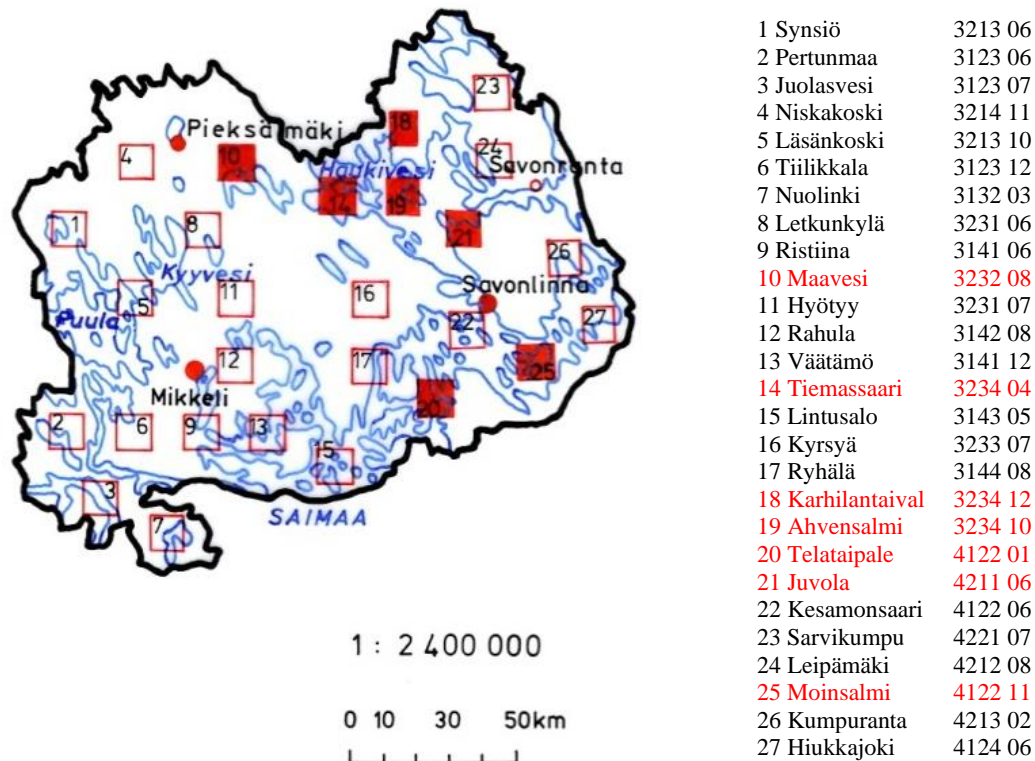 23
18
Pieksämäki
4
10
24
Haukivesi
Savonranta
14
19
1
8
21
26
Kyyvesi
5
11
16
Savonlinna
Puula
22
27
12
17
25
Mikkeli
20
2
6
9
13
15
3
SAIMAA
7
1 : 2 400 000
0 10 30 50km
1 Synsiö 3213 06
2 Pertunmaa 3123 06
3 Juolasvesi 3123 07
4 Niskakoski 3214 11
5 Läsänkoski 3213 10
6 Tiilikkala 3123 12
7 Nuolinki 3132 03
8 Letkunkylä 3231 06
9 Ristiina 3141 06
10 Maavesi 3232 08
11 Hyötyy 3231 07
12 Rahula 3142 08
13 Väätämö 3141 12
14 Tiemassaari 3234 04
15 Lintusalo 3143 05
16 Kyrsyä 3233 07
17 Ryhälä 3144 08
18 Karhilantaival 3234 12
19 Ahvensalmi 3234 10
20 Telataipale 4122 01
21 Juvola 4211 06
22 Kesamonsaari 4122 06
23 Sarvikumpu 4221 07
24 Leipämäki 4212 08
25 Moinsalmi 4122 11
26 Kumpuranta 4213 02
27 Hiukkajoki 4124 06